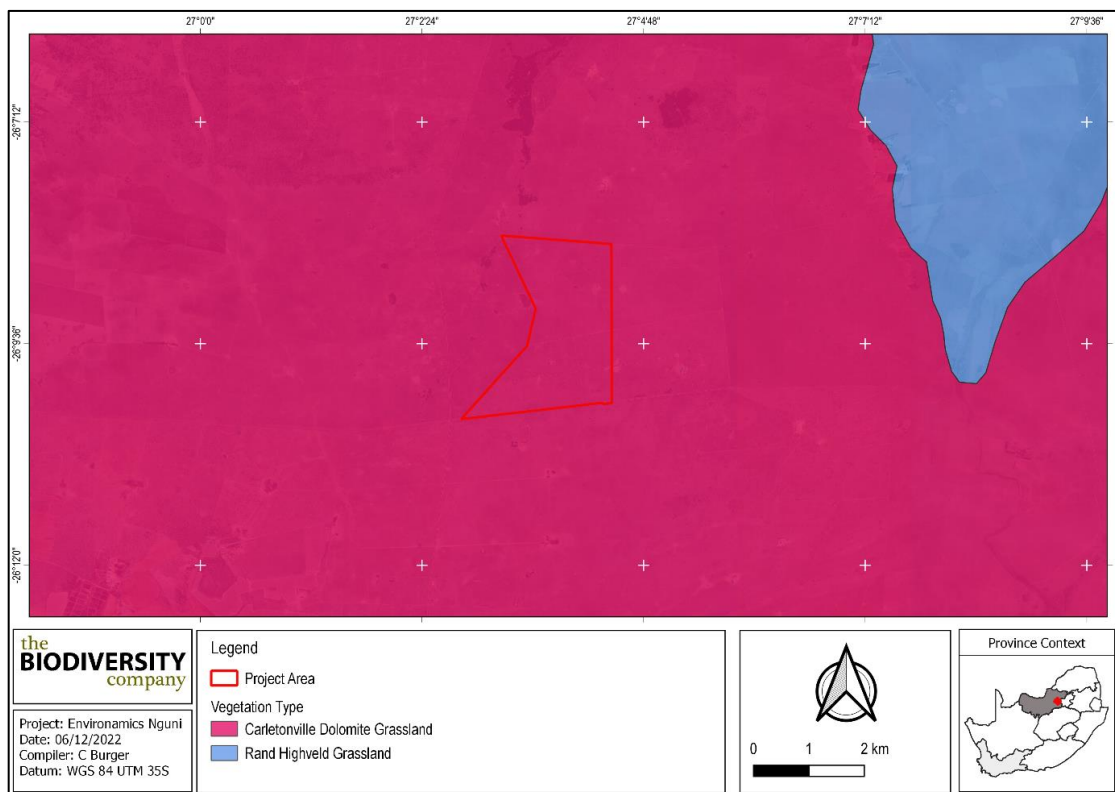 27°0'0"
27°2'24"
27°4'48"
27°7'12"
27°9'36"
-26°7'12"
-26°9'36"
-26°12'0"
the
BIODIVERSITY
company
Project: Environamics Nguni
Date: 06/12/2022
Compiler: C Burger
Datum: WGS 84 UTM 35S
Legend
Project Area
Vegetation Type
Carletonville Dolomite Grassland
Rand Highveld Grassland
0 1 2 km
Province Context